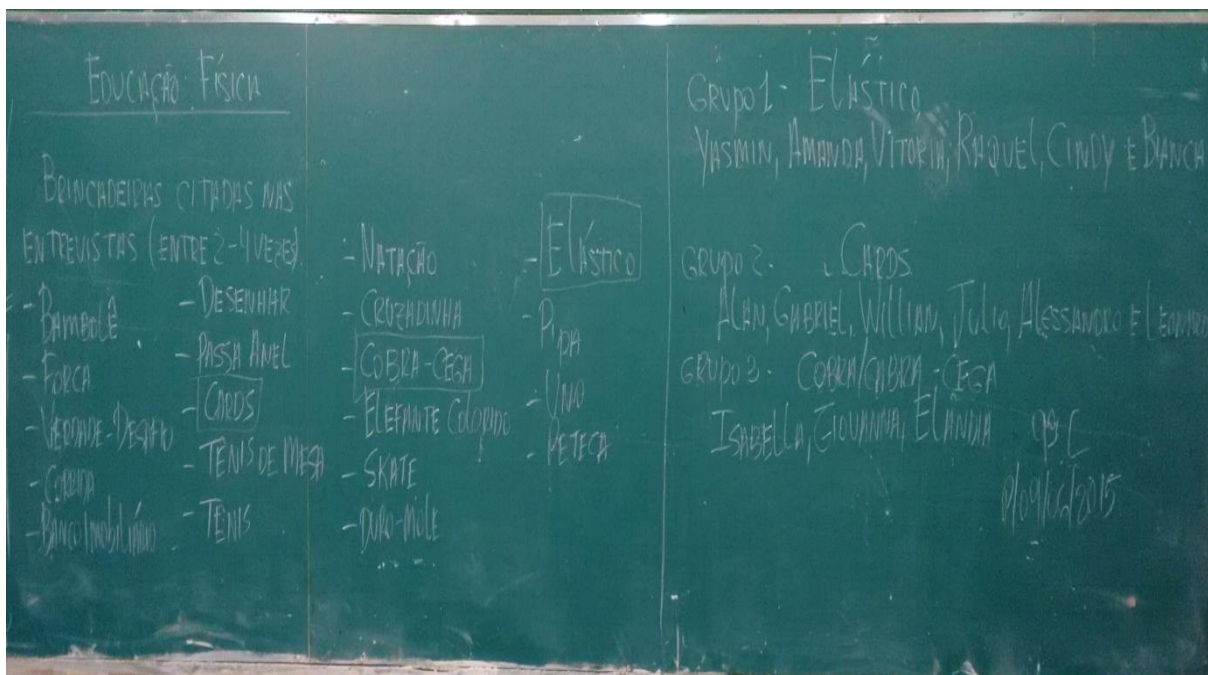 EDUCAÇÃO FÍSICA
BRINCADEIRAS CITADAS NAS
ENTREVISTAS (ENTRE 2-4 VEZES).
- BAMBOLÊ
- FORCA
- VERDADE-DESAFIO
- CORRIDA
- BANCO IMOBILIÁRIO
- DESENHAR
- PASSA ANEL
- CARDS
- TÊNIS DE MESA
- TÊNIS
- NATAÇÃO
- CRUZADINHA
- COBRA-CEGA
- ELEFANTE COLORIDO
- SKATE
- DURO-MOLE
- ELÁSTICO
- PIPA
- UNO
- PETECA
GRUPO 1 - ELÁSTICO
YASMIN, AMANDA, VITORIA, RAQUEL, CINDY E BIANCA
GRUPO 2 - CARDS
ALAN, GABRIEL, WILLIAN, JULIO, ALESSANDRO E LEONARDO
GRUPO 3 - COBRA/CABRA-CEGA
ISABELLA, GIOVANNA, ELÂNDIA
P/09/06/2015